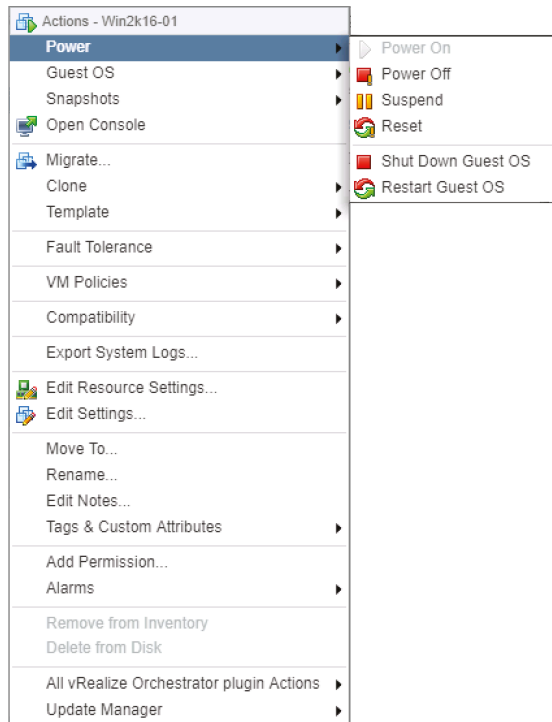 Actions - Win2k16-01
Power
Guest OS
Snapshots
Open Console
Migrate...
Clone
Template
Fault Tolerance
VM Policies
Compatibility
Export System Logs...
Edit Resource Settings...
Edit Settings...
Move To...
Rename...
Edit Notes...
Tags & Custom Attributes
Add Permission...
Alarms
Remove from Inventory
Delete from Disk
All vRealize Orchestrator plugin Actions
Update Manager
Power On
Power Off
Suspend
Reset
Shut Down Guest OS
Restart Guest OS